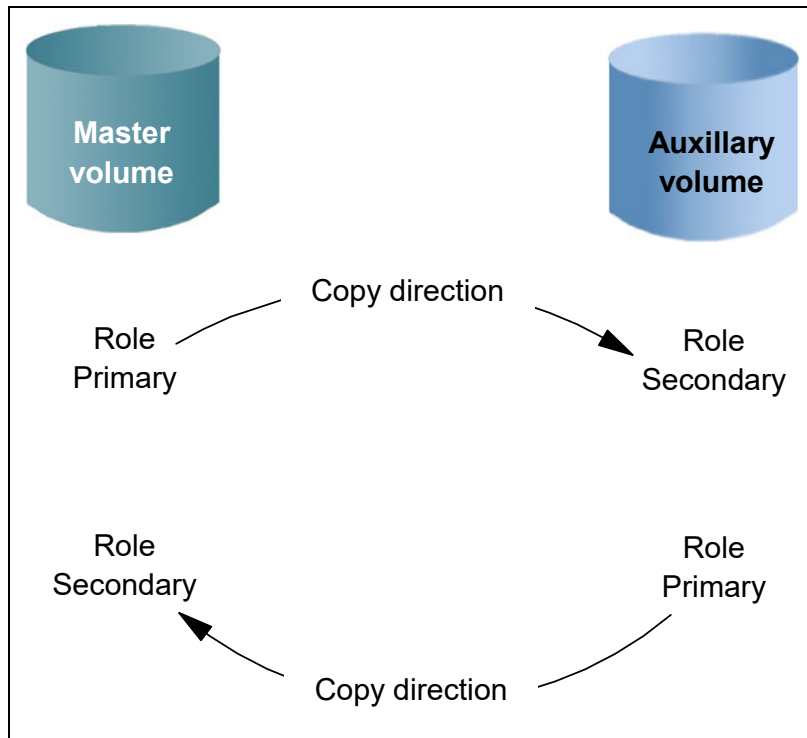 Master
volume
Auxillary
volume
Copy direction
Role
Primary
Role
Secondary
Role
Secondary
Role
Primary
Copy direction